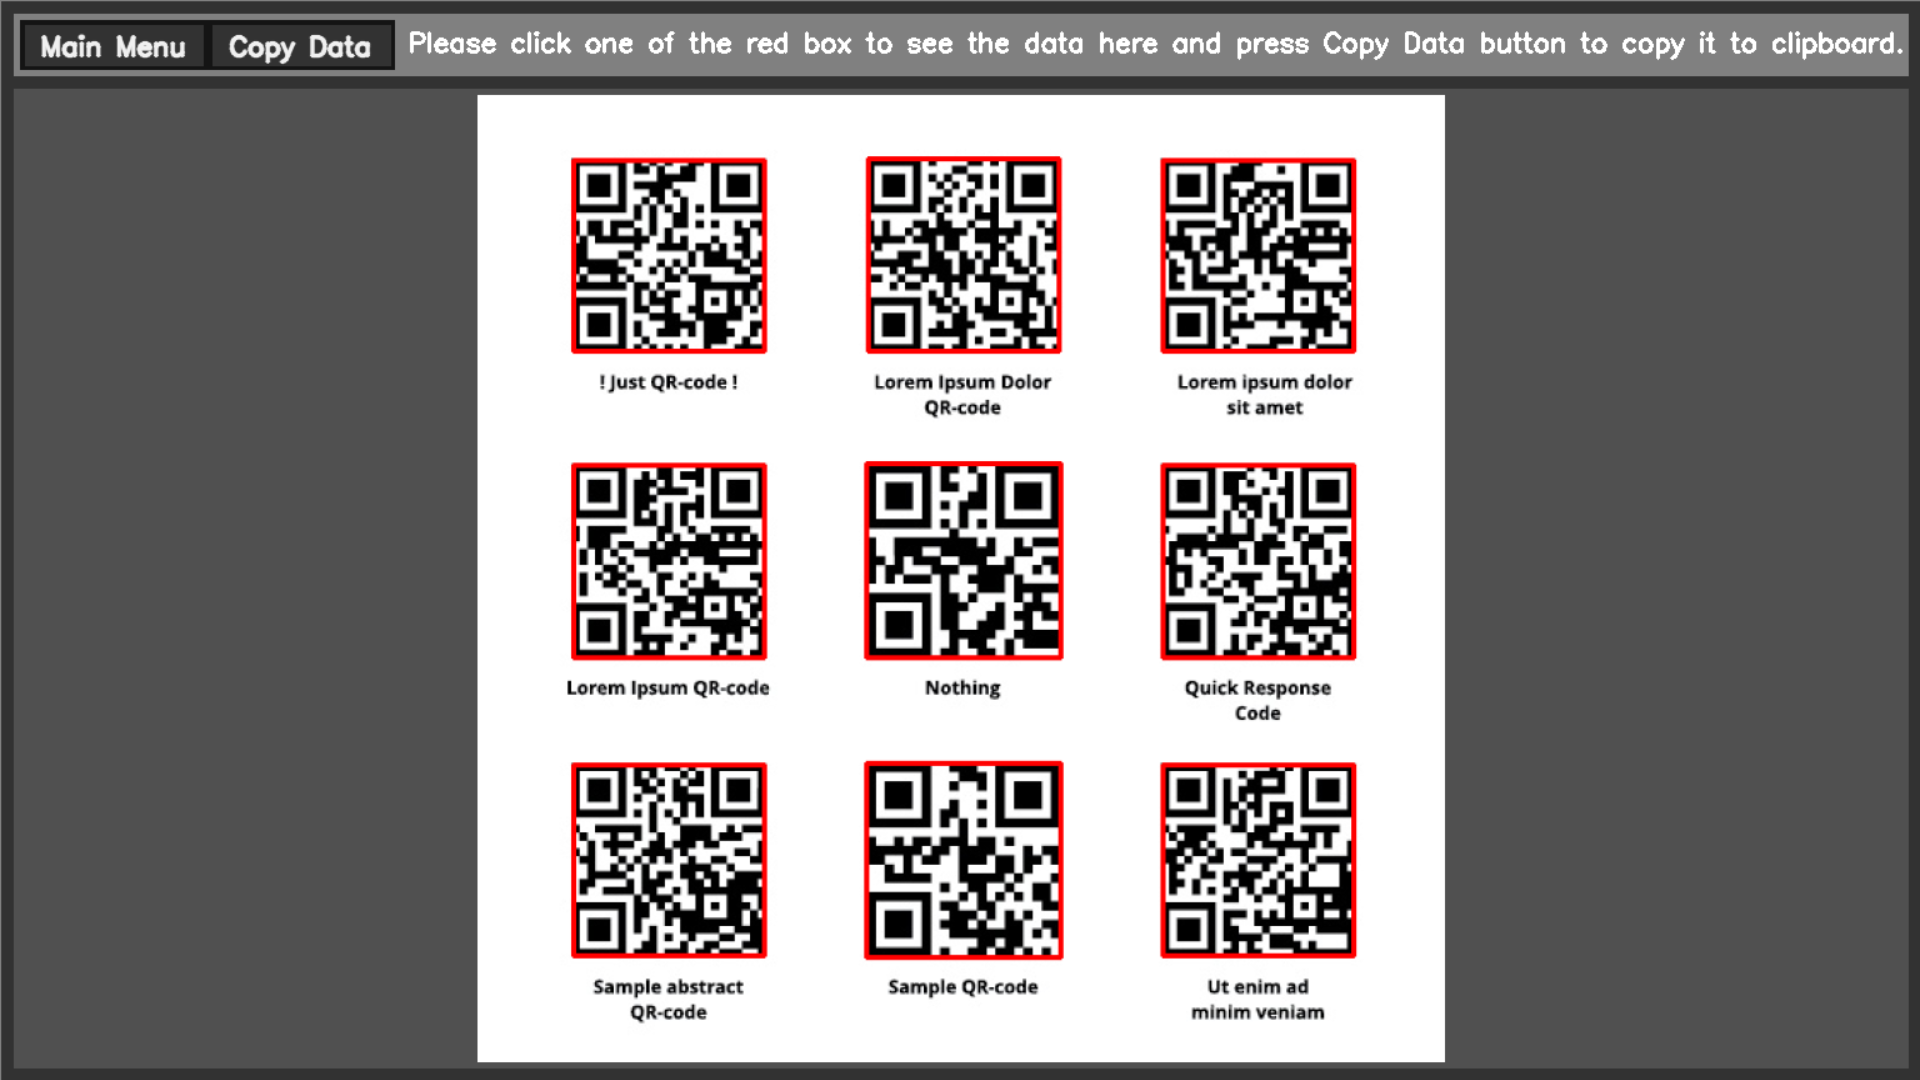 Main Menu Copy Data Please click one of the red box to see the data here and press Copy Data button to copy it to clipboard.
! Just QR-code !
Lorem Ipsum Dolor
QR-code
Lorem ipsum dolor
sit amet
Lorem Ipsum QR-code
Nothing
Quick Response
Code
Sample abstract
QR-code
Sample QR-code
Ut enim ad
minim veniam